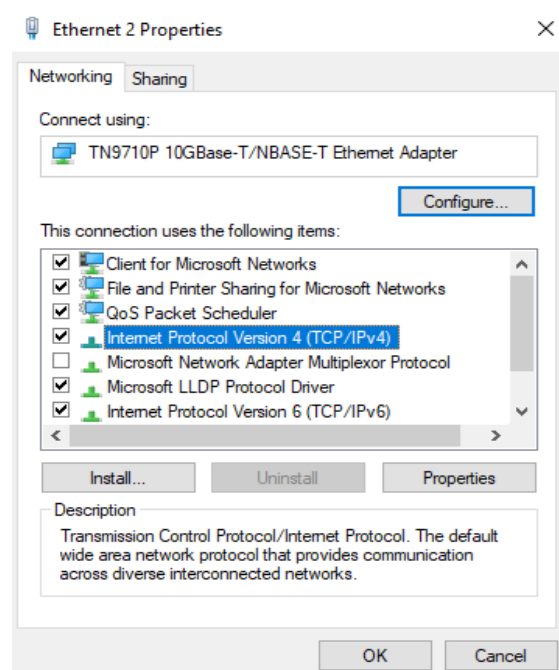 Ethernet 2 Properties
Networking
Sharing
Connect using:
TN9710P 10GBase-T/NBASE-T Ethernet Adapter
Configure...
This connection uses the following items:
Client for Microsoft Networks
File and Printer Sharing for Microsoft Networks
QoS Packet Scheduler
Internet Protocol Version 4 (TCP/IPv4)
Microsoft Network Adapter Multiplexor Protocol
Microsoft LLDP Protocol Driver
Internet Protocol Version 6 (TCP/IPv6)
Install...
Uninstall
Properties
Description
Transmission Control Protocol/Internet Protocol. The default
wide area network protocol that provides communication
across diverse interconnected networks.
OK
Cancel